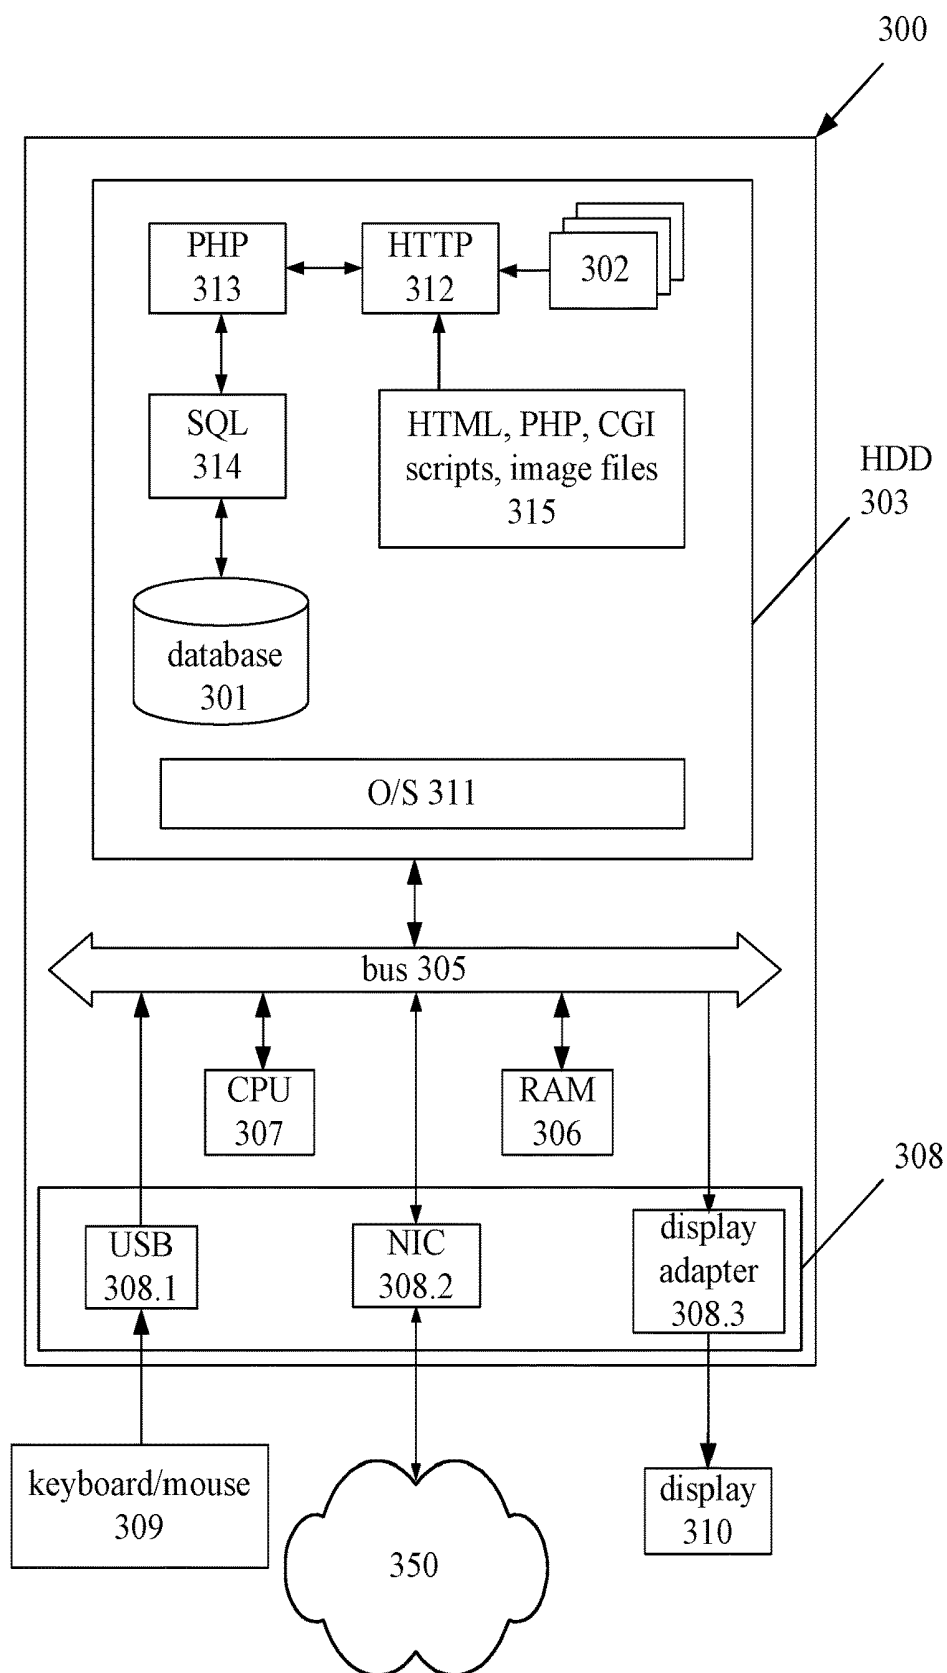 300
PHP
313
HTTP
312
302
SQL
314
HTML, PHP, CGI
scripts, image files
315
HDD
303
database
301
O/S 311
bus 305
CPU
307
RAM
306
308
USB
308.1
NIC
308.2
display
adapter
308.3
keyboard/mouse
309
350
display
310